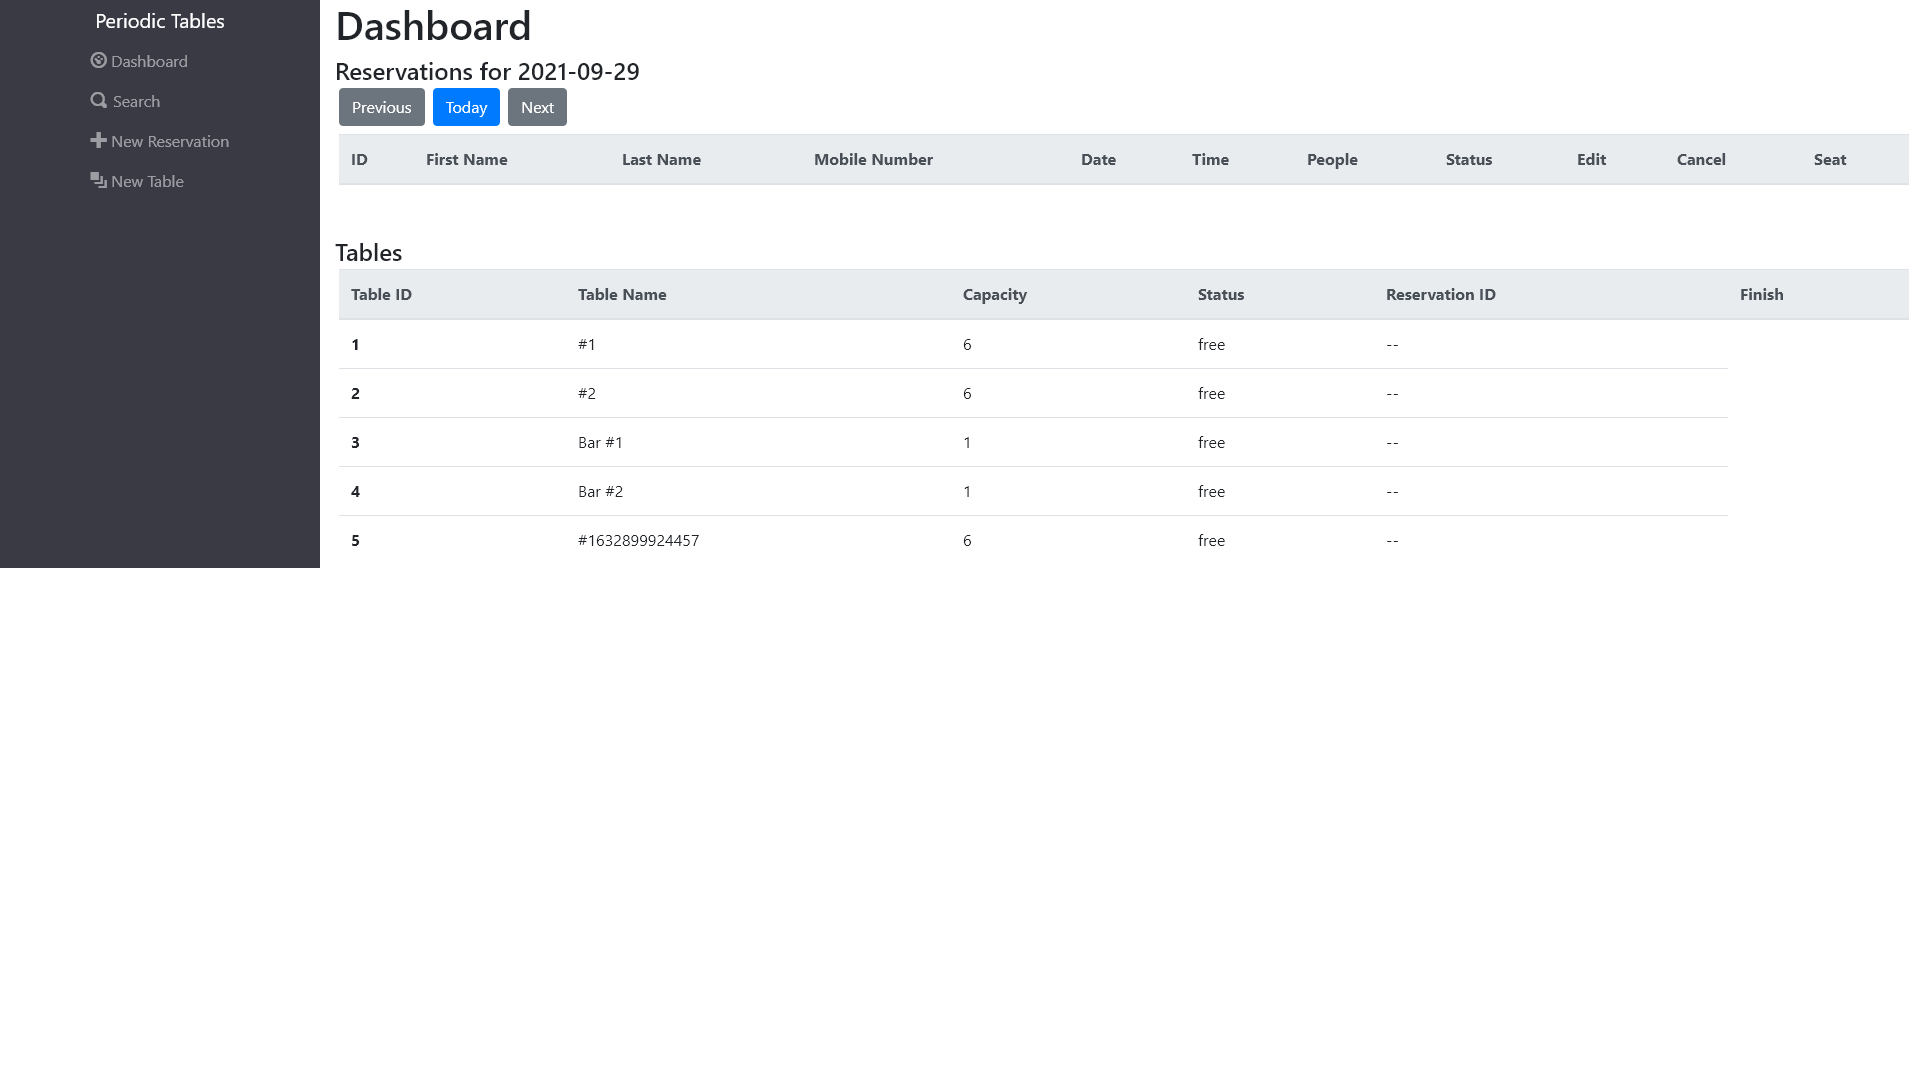 Periodic Tables
Dashboard
Search
New Reservation
New Table
Dashboard
Reservations for 2021-09-29
Previous Today Next
ID First Name Last Name Mobile Number Date Time People Status Edit Cancel Seat
Tables
Table ID Table Name Capacity Status Reservation ID Finish
1 #1 6 free --
2 #2 6 free --
3 Bar #1 1 free --
4 Bar #2 1 free --
5 #1632899924457 6 free --